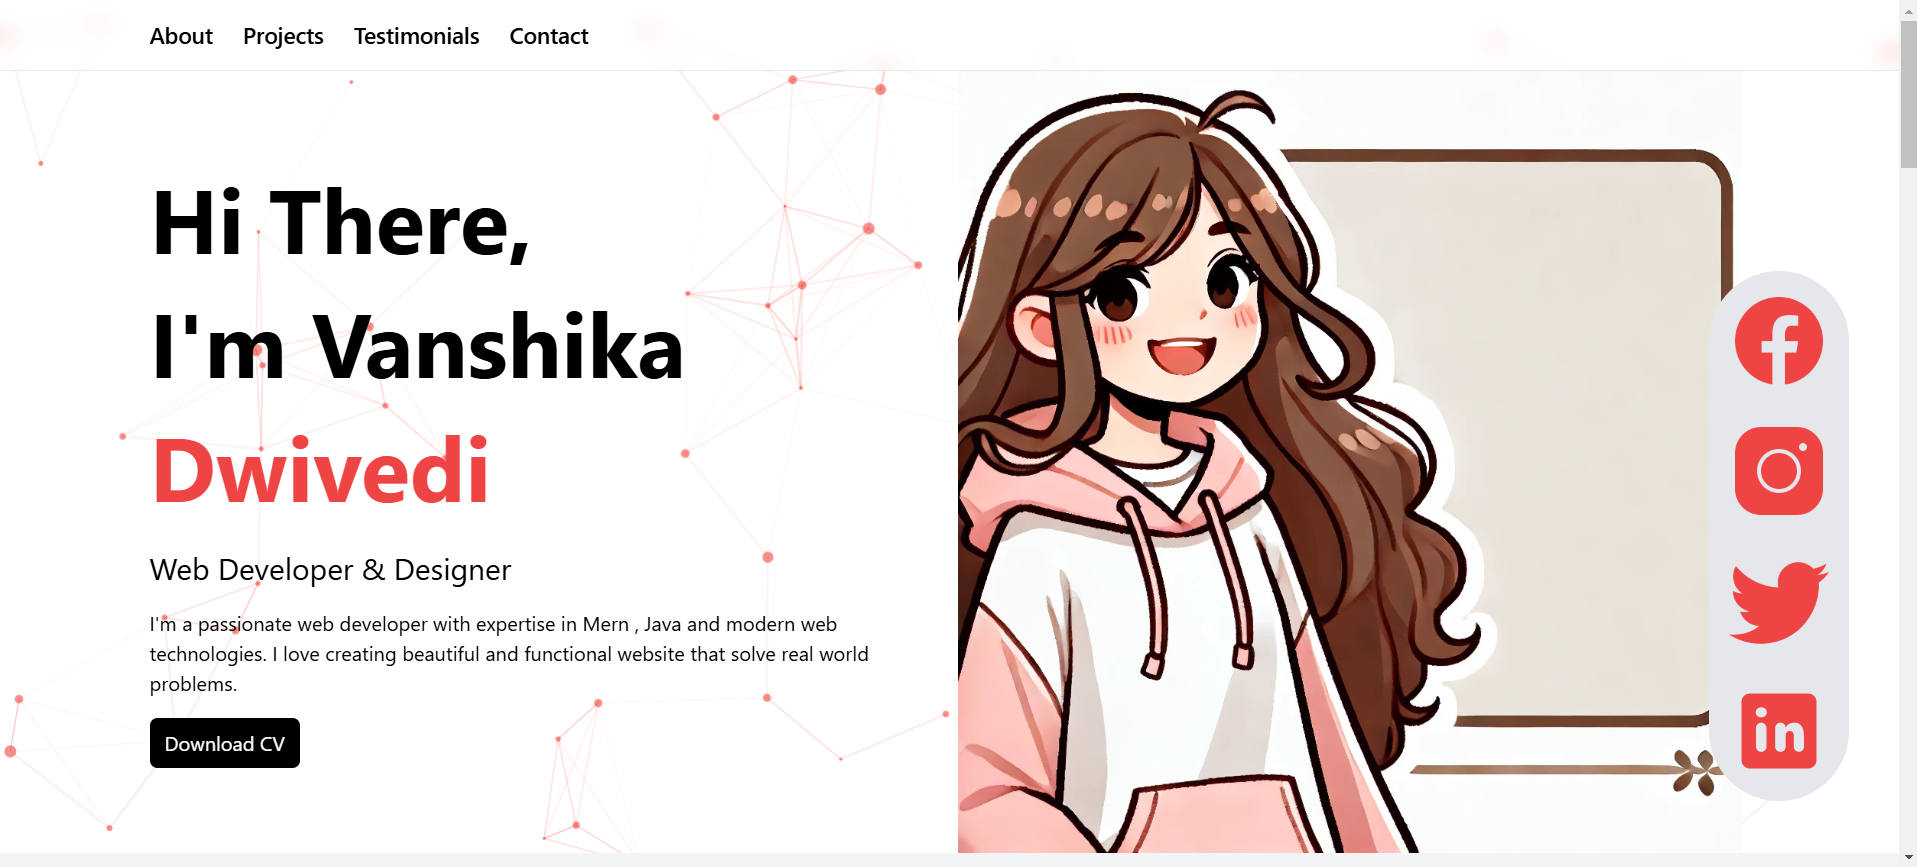 About Projects Testimonials Contact
Hi There,
I'm Vanshika
Dwivedi
Web Developer & Designer
I'm a passionate web developer with expertise in Mern , Java and modern web
technologies. I love creating beautiful and functional website that solve real world
problems.
Download CV
in